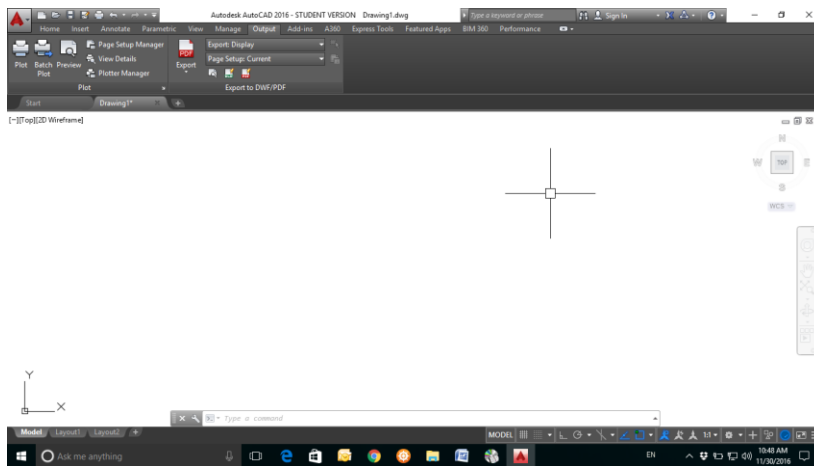 Autodesk AutoCAD 2016 - STUDENT VERSION Drawing1.dwg
Type a keyword or phrase
Sign In
Home Insert Annotate Parametric View Manage Output Add-ins A360 Express Tools Featured Apps BIM 360 Performance
Plot
Batch Plot
Preview
Page Setup Manager
View Details
Plotter Manager
PDF
Export
Export: Display
Page Setup: Current
Plot
Export to DWF/PDF
Start Drawing1* +
[-][Top][2D Wireframe]
N
W TOP E
S
WCS
Y
X
Type a command
Model Layout1 Layout2 +
MODEL
1:1
Ask me anything
EN
10:48 AM
11/30/2016